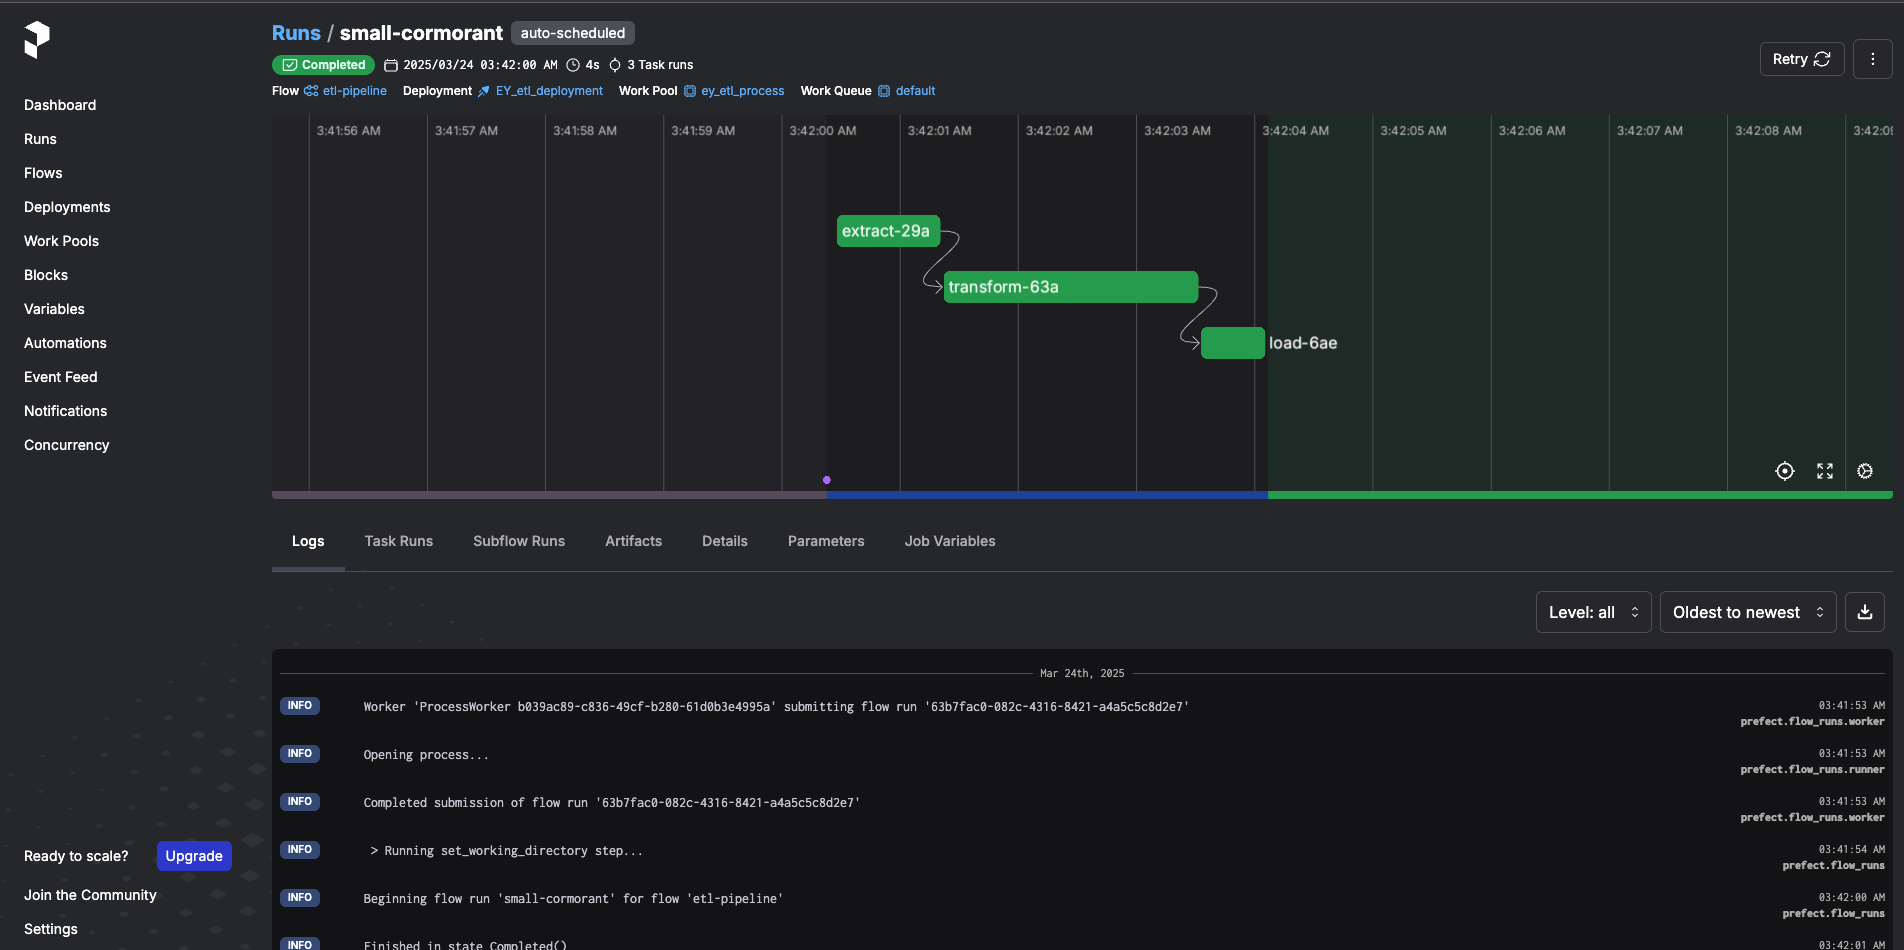 Runs / small-cormorant auto-scheduled
Completed 2025/03/24 03:42:00 AM 4s 3 Task runs
Flow etl-pipeline Deployment EY_etl_deployment Work Pool ey_etl_process Work Queue default
Retry
Dashboard
Runs
Flows
Deployments
Work Pools
Blocks
Variables
Automations
Event Feed
Notifications
Concurrency
Ready to scale? Upgrade
Join the Community
Settings
3:41:56 AM 3:41:57 AM 3:41:58 AM 3:41:59 AM 3:42:00 AM 3:42:01 AM 3:42:02 AM 3:42:03 AM 3:42:04 AM 3:42:05 AM 3:42:06 AM 3:42:07 AM 3:42:08 AM 3:42:09
extract-29a
transform-63a
load-6ae
Logs Task Runs Subflow Runs Artifacts Details Parameters Job Variables
Level: all Oldest to newest
Mar 24th, 2025
INFO Worker 'ProcessWorker b039ac89-c836-49cf-b280-61d0b3e4995a' submitting flow run '63b7fac0-082c-4316-8421-a4a5c5c8d2e7' 03:41:53 AM
prefect.flow_runs.worker
INFO Opening process... 03:41:53 AM
prefect.flow_runs.runner
INFO Completed submission of flow run '63b7fac0-082c-4316-8421-a4a5c5c8d2e7' 03:41:53 AM
prefect.flow_runs.worker
INFO > Running set_working_directory step... 03:41:54 AM
prefect.flow_runs
INFO Beginning flow run 'small-cormorant' for flow 'etl-pipeline' 03:42:00 AM
prefect.flow_runs
INFO Finished in state Completed() 03:42:01 AM